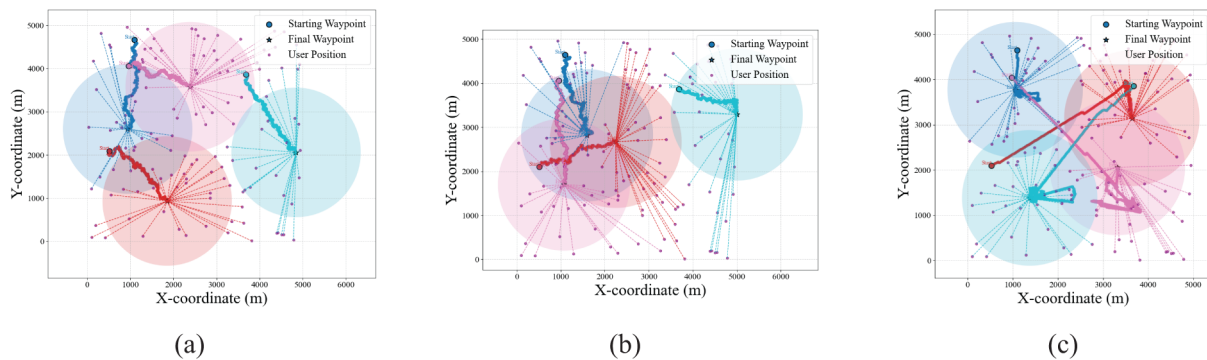 Starting Waypoint
Final Waypoint
User Position
5000
4000
3000
2000
1000
0
Y-coordinate (m)
0 1000 2000 3000 4000 5000 6000
X-coordinate (m)
(a)
Starting Waypoint
Final Waypoint
User Position
5000
4000
3000
2000
1000
0
Y-coordinate (m)
0 1000 2000 3000 4000 5000 6000
X-coordinate (m)
(b)
Starting Waypoint
Final Waypoint
User Position
5000
4000
3000
2000
1000
0
Y-coordinate (m)
0 1000 2000 3000 4000 5000
X-coordinate (m)
(c)